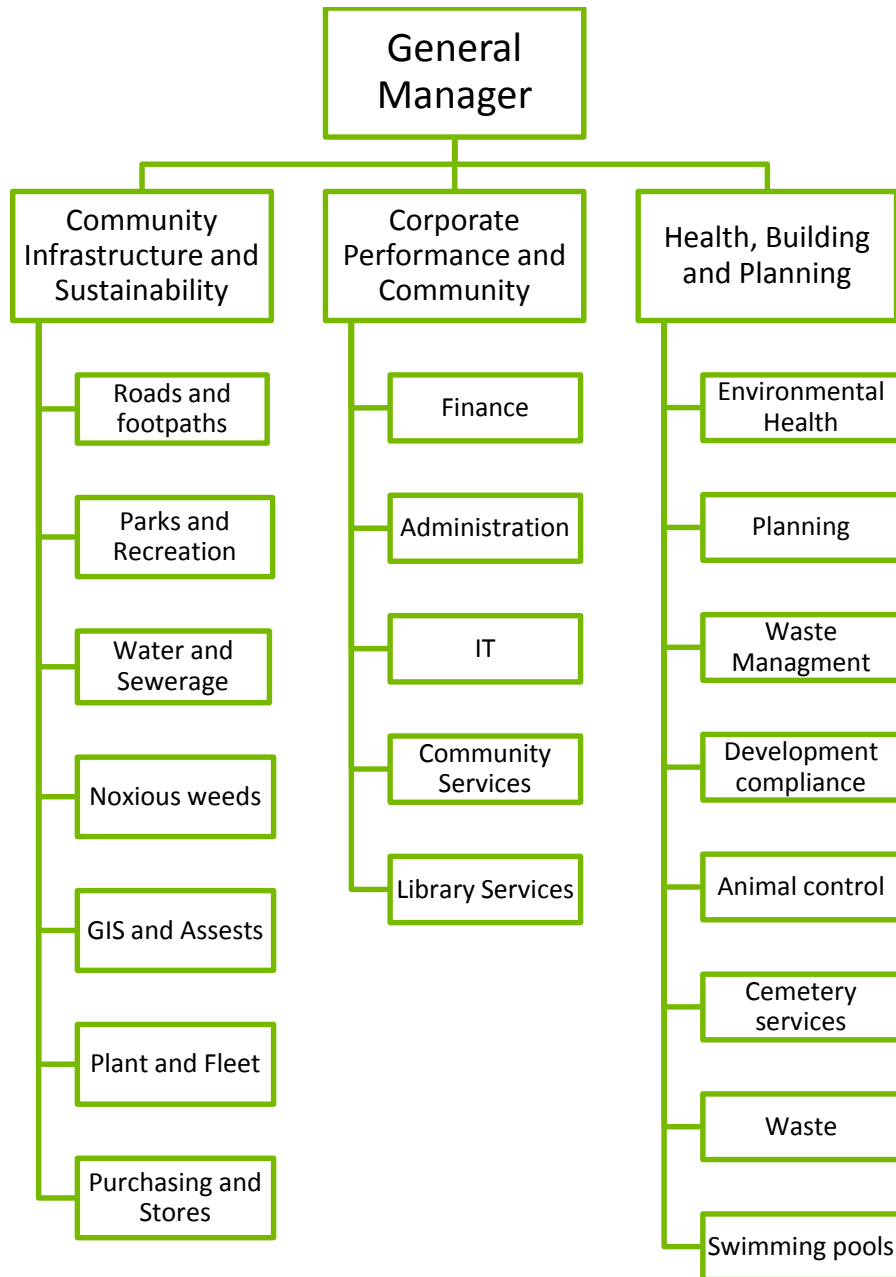 General
Manager
Community
Infrastructure and
Sustainability
Roads and
footpaths
Parks and
Recreation
Water and
Sewerage
Noxious weeds
GIS and Assests
Plant and Fleet
Purchasing and
Stores
Corporate
Performance and
Community
Finance
Administration
IT
Community
Services
Library Services
Health, Building
and Planning
Environmental
Health
Planning
Waste
Managment
Development
compliance
Animal control
Cemetery
services
Waste
Swimming pools